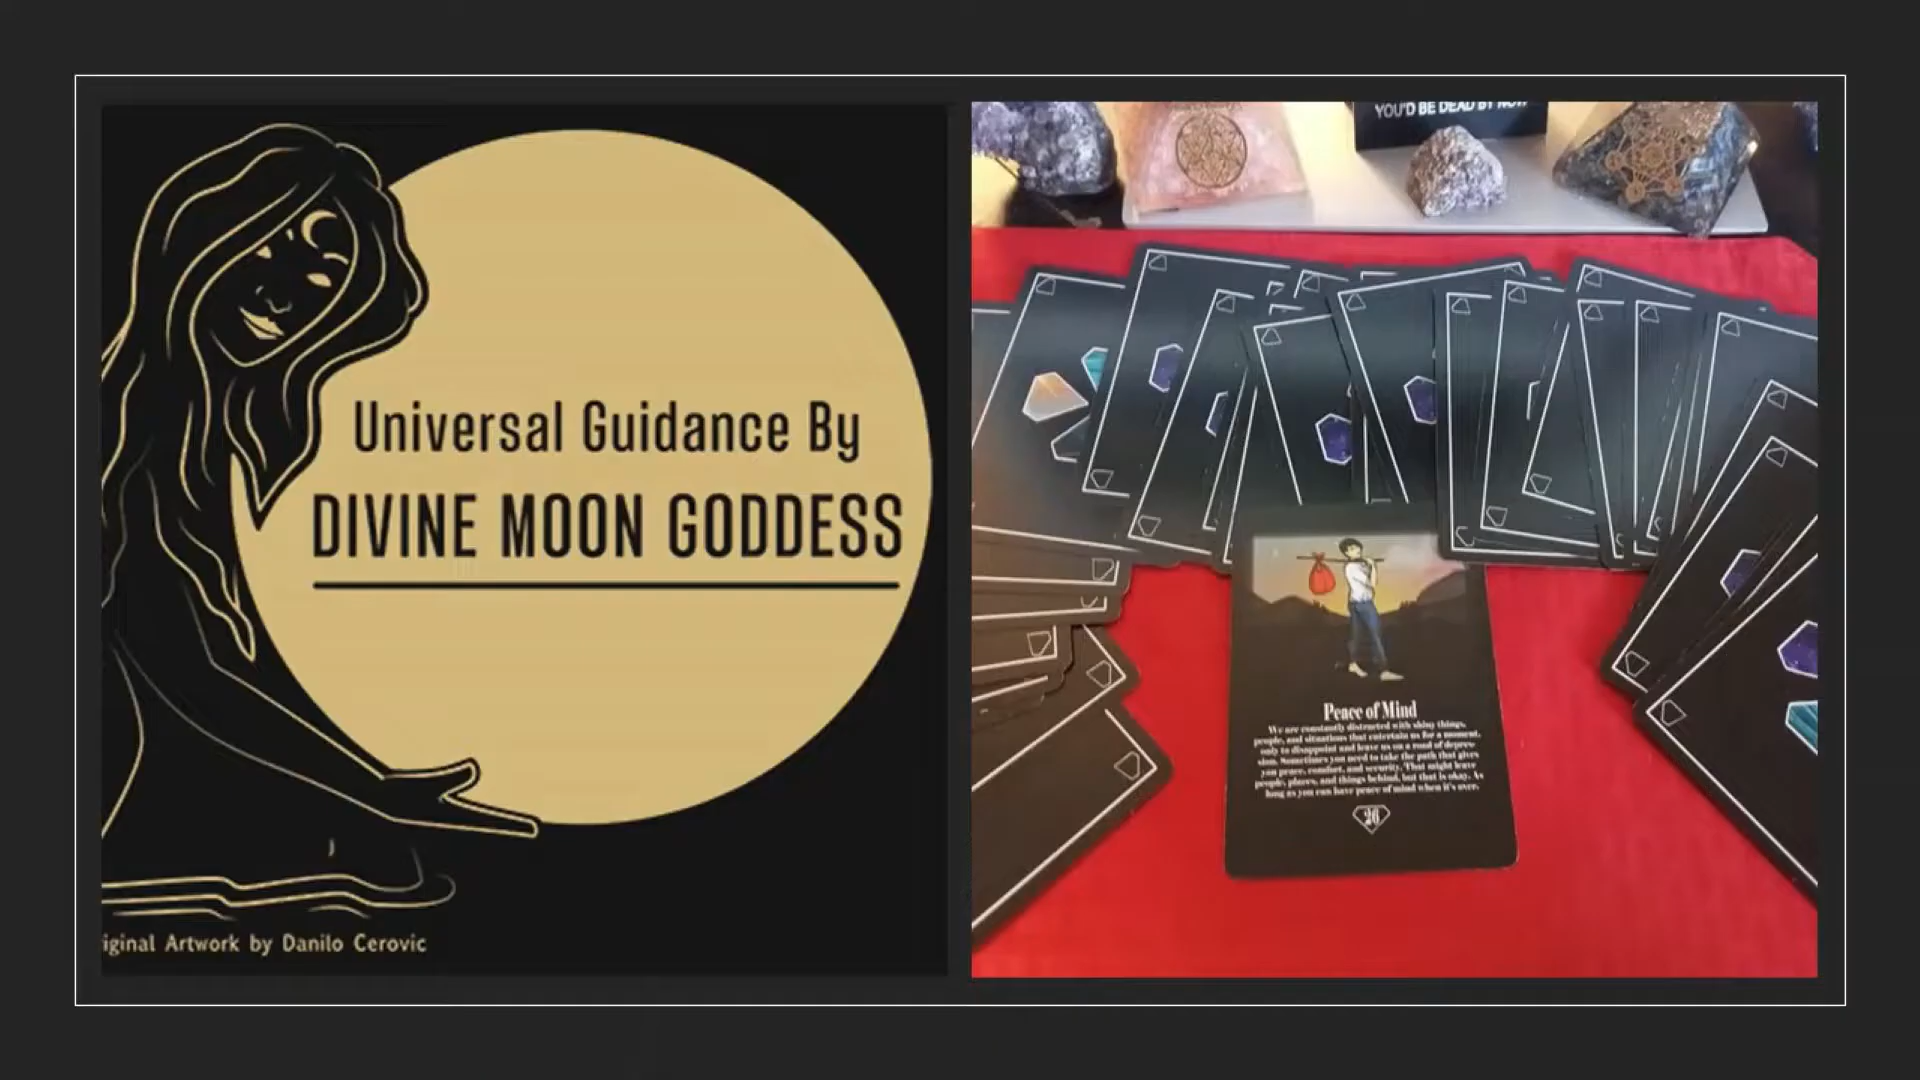 Universal Guidance By
DIVINE MOON GODDESS
iginal Artwork by Danilo Cerovic
YOU'D BE DEAD BY NOW
Peace of Mind
We are constantly distracted with shiny things,
people, and situations that entertain us for a moment,
only to disappoint and leave us on a road of depres-
sion. Sometimes you need to take the path that gives
you peace, comfort, and security. That might leave
people, places, and things behind, but that is okay. As
long as you can have peace of mind when it's over.
26